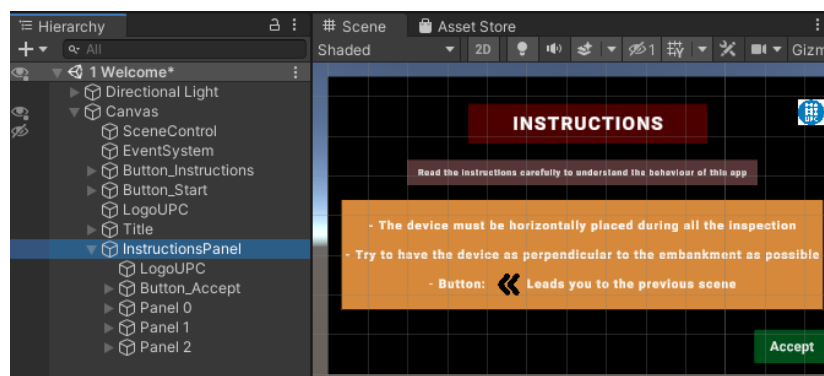 Hierarchy
# Scene
Asset Store
All
Shaded
2D
1
Gizm
1 Welcome*
Directional Light
Canvas
SceneControl
EventSystem
Button_Instructions
Button_Start
LogoUPC
Title
InstructionsPanel
LogoUPC
Button_Accept
Panel 0
Panel 1
Panel 2
UPC
INSTRUCTIONS
Read the instructions carefully to understand the behaviour of this app
- The device must be horizontally placed during all the inspection
- Try to have the device as perpendicular to the embankment as possible
- Button: Leads you to the previous scene
Accept